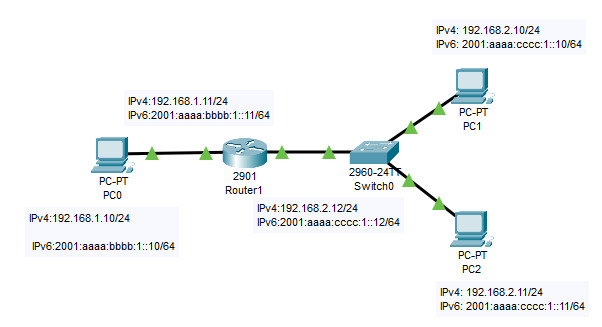 IPv4: 192.168.2.10/24
IPv6: 2001:aaaa:cccc:1::10/64
PC-PT
PC1
IPv4:192.168.1.11/24
IPv6:2001:aaaa:bbbb:1::11/64
PC-PT
PC0
2901
Router1
2960-24TT
Switch0
IPv4:192.168.1.10/24
IPv6:2001:aaaa:bbbb:1::10/64
IPv4:192.168.2.12/24
IPv6:2001:aaaa:cccc:1::12/64
PC-PT
PC2
IPv4: 192.168.2.11/24
IPv6: 2001:aaaa:cccc:1::11/64